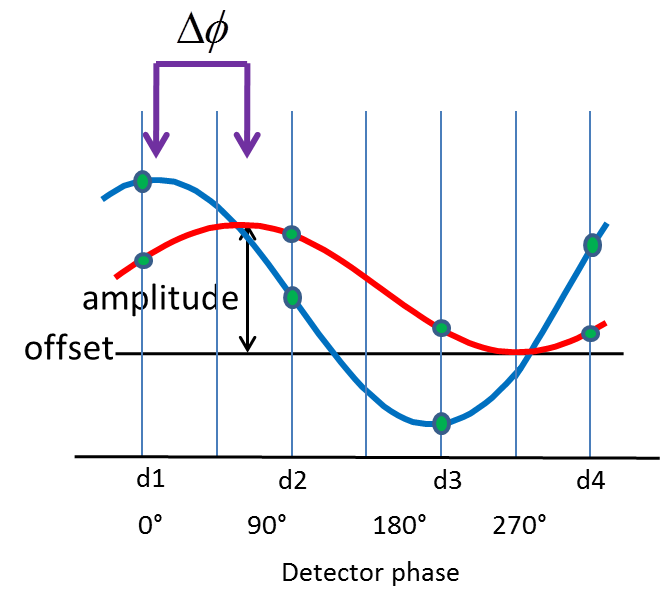 Δϕ
amplitude
offset
d1 d2 d3 d4
0° 90° 180° 270°
Detector phase